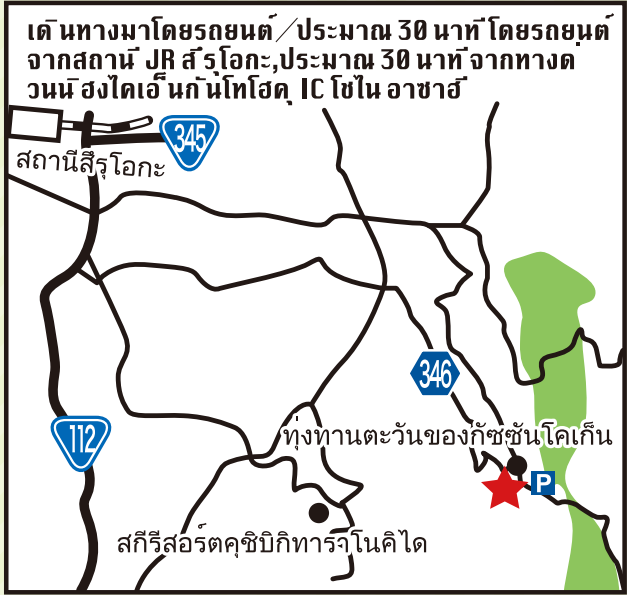 เดินทางมาโดยรถยนต์／ประมาณ 30 นาทีโดยรถยนต์
จากสถานี JR สึรุโอกะ,ประมาณ 30 นาทีจากทางด่
วนนิฮงไคเอ็นกันโทโฮคุ IC โชไน อาซาฮี
345
สถานีสึรุโอกะ
346
112
ทุ่งทานตะวันของกัซซันโคเก็น
P
สกีรีสอร์ตคุชิบิกิทาราโนคิได